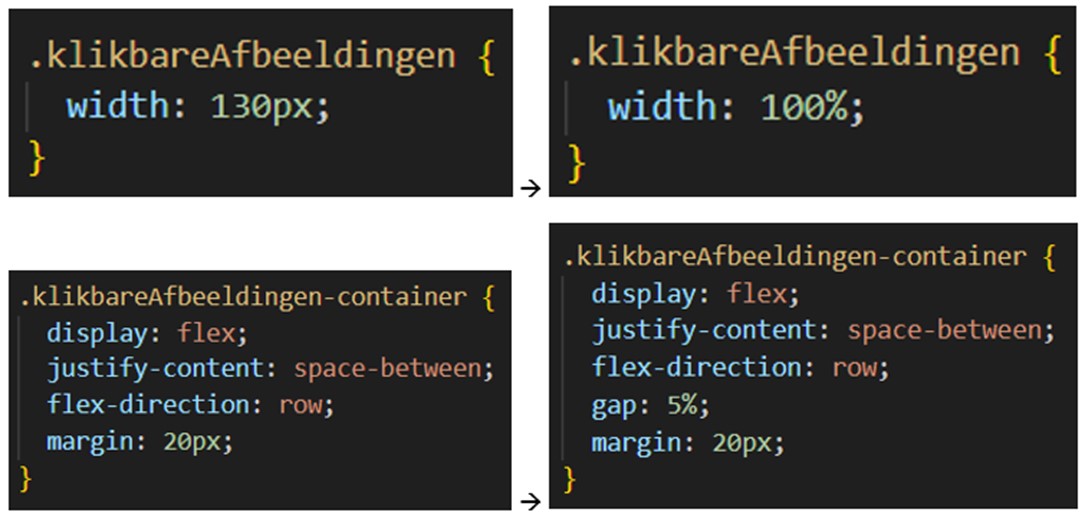 .klikbareAfbeeldingen {
  width: 130px;
}
→
.klikbareAfbeeldingen {
  width: 100%;
}
.klikbareAfbeeldingen-container {
  display: flex;
  justify-content: space-between;
  flex-direction: row;
  margin: 20px;
}
→
.klikbareAfbeeldingen-container {
  display: flex;
  justify-content: space-between;
  flex-direction: row;
  gap: 5%;
  margin: 20px;
}